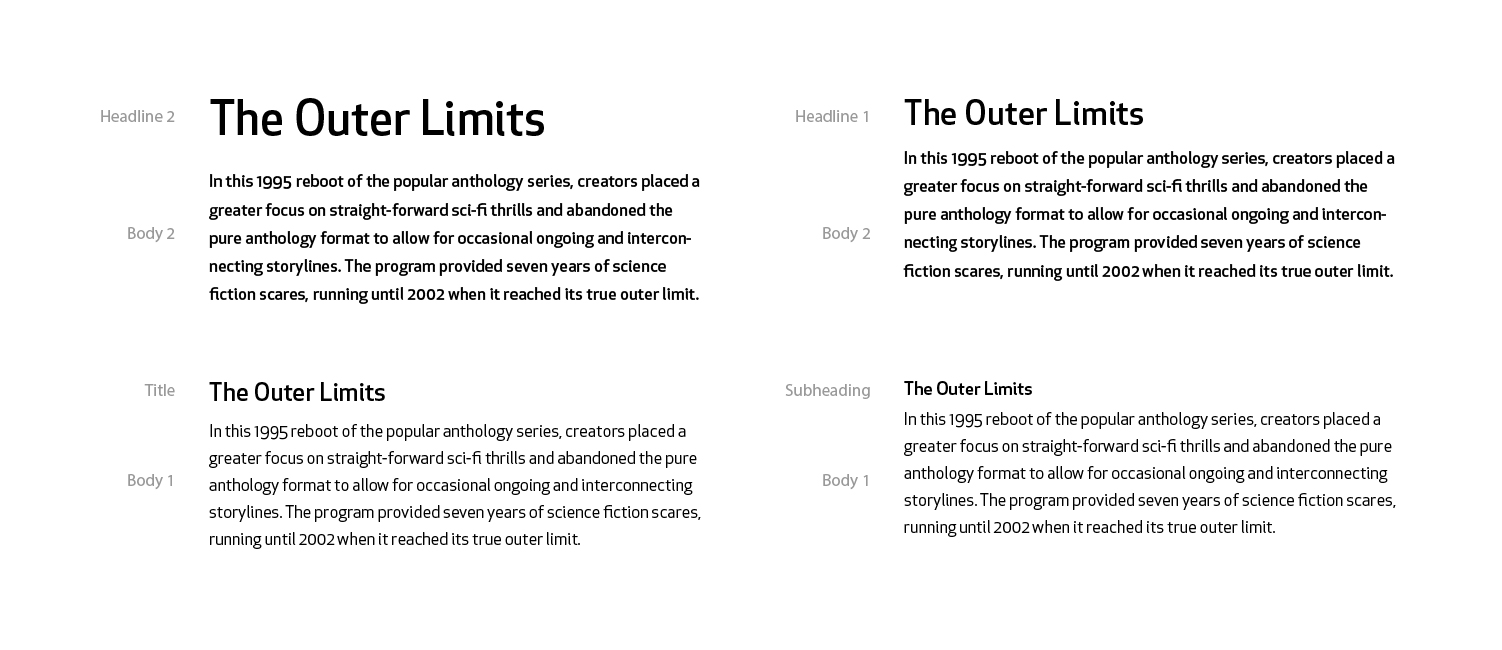 Headline 2
The Outer Limits
Body 2
In this 1995 reboot of the popular anthology series, creators placed a
greater focus on straight-forward sci-fi thrills and abandoned the
pure anthology format to allow for occasional ongoing and intercon-
necting storylines. The program provided seven years of science
fiction scares, running until 2002 when it reached its true outer limit.
Headline 1
The Outer Limits
Body 2
In this 1995 reboot of the popular anthology series, creators placed a
greater focus on straight-forward sci-fi thrills and abandoned the
pure anthology format to allow for occasional ongoing and intercon-
necting storylines. The program provided seven years of science
fiction scares, running until 2002 when it reached its true outer limit.
Title
The Outer Limits
Body 1
In this 1995 reboot of the popular anthology series, creators placed a
greater focus on straight-forward sci-fi thrills and abandoned the pure
anthology format to allow for occasional ongoing and interconnecting
storylines. The program provided seven years of science fiction scares,
running until 2002 when it reached its true outer limit.
Subheading
The Outer Limits
Body 1
In this 1995 reboot of the popular anthology series, creators placed a
greater focus on straight-forward sci-fi thrills and abandoned the pure
anthology format to allow for occasional ongoing and interconnecting
storylines. The program provided seven years of science fiction scares,
running until 2002 when it reached its true outer limit.